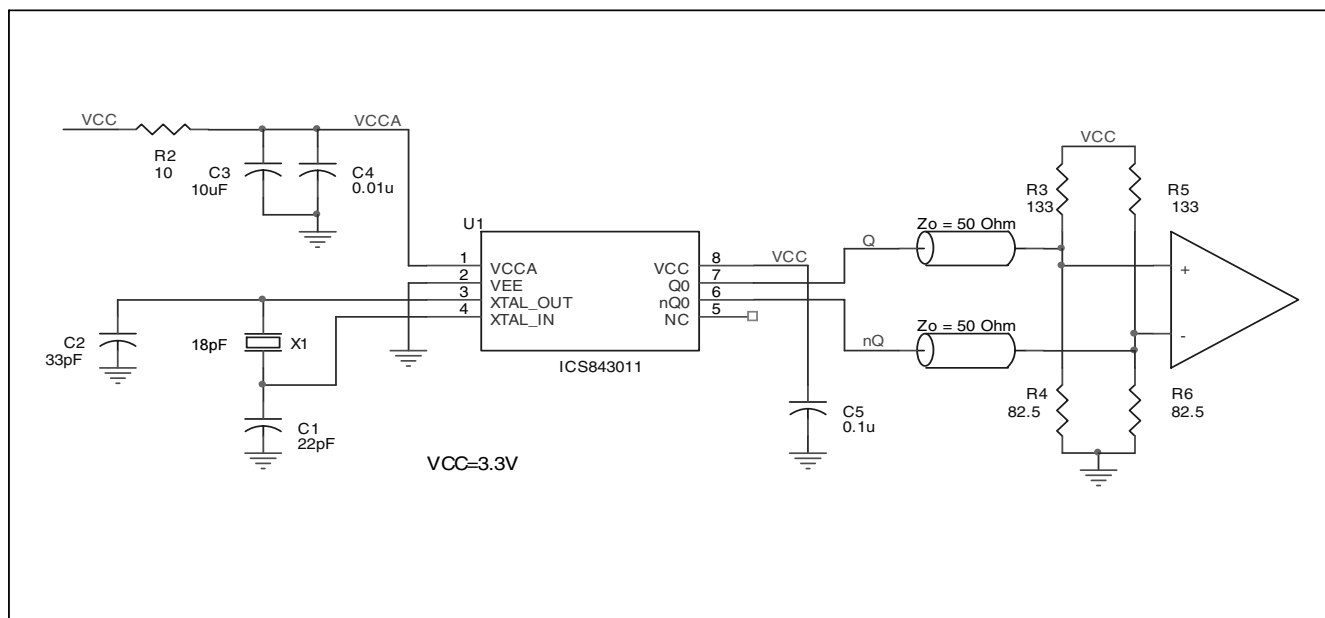 VCC
R2
10
C3
10uF
C4
0.01u
VCCA
U1
1
2
3
4
VCCA
VEE
XTAL_OUT
XTAL_IN
VCC
Q0
nQ0
NC
8
7
6
5
ICS843011
VCC
C2
33pF
18pF
X1
C1
22pF
VCC=3.3V
C5
0.1u
Q
Zo = 50 Ohm
nQ
Zo = 50 Ohm
VCC
R3
133
R5
133
+
-
R4
82.5
R6
82.5